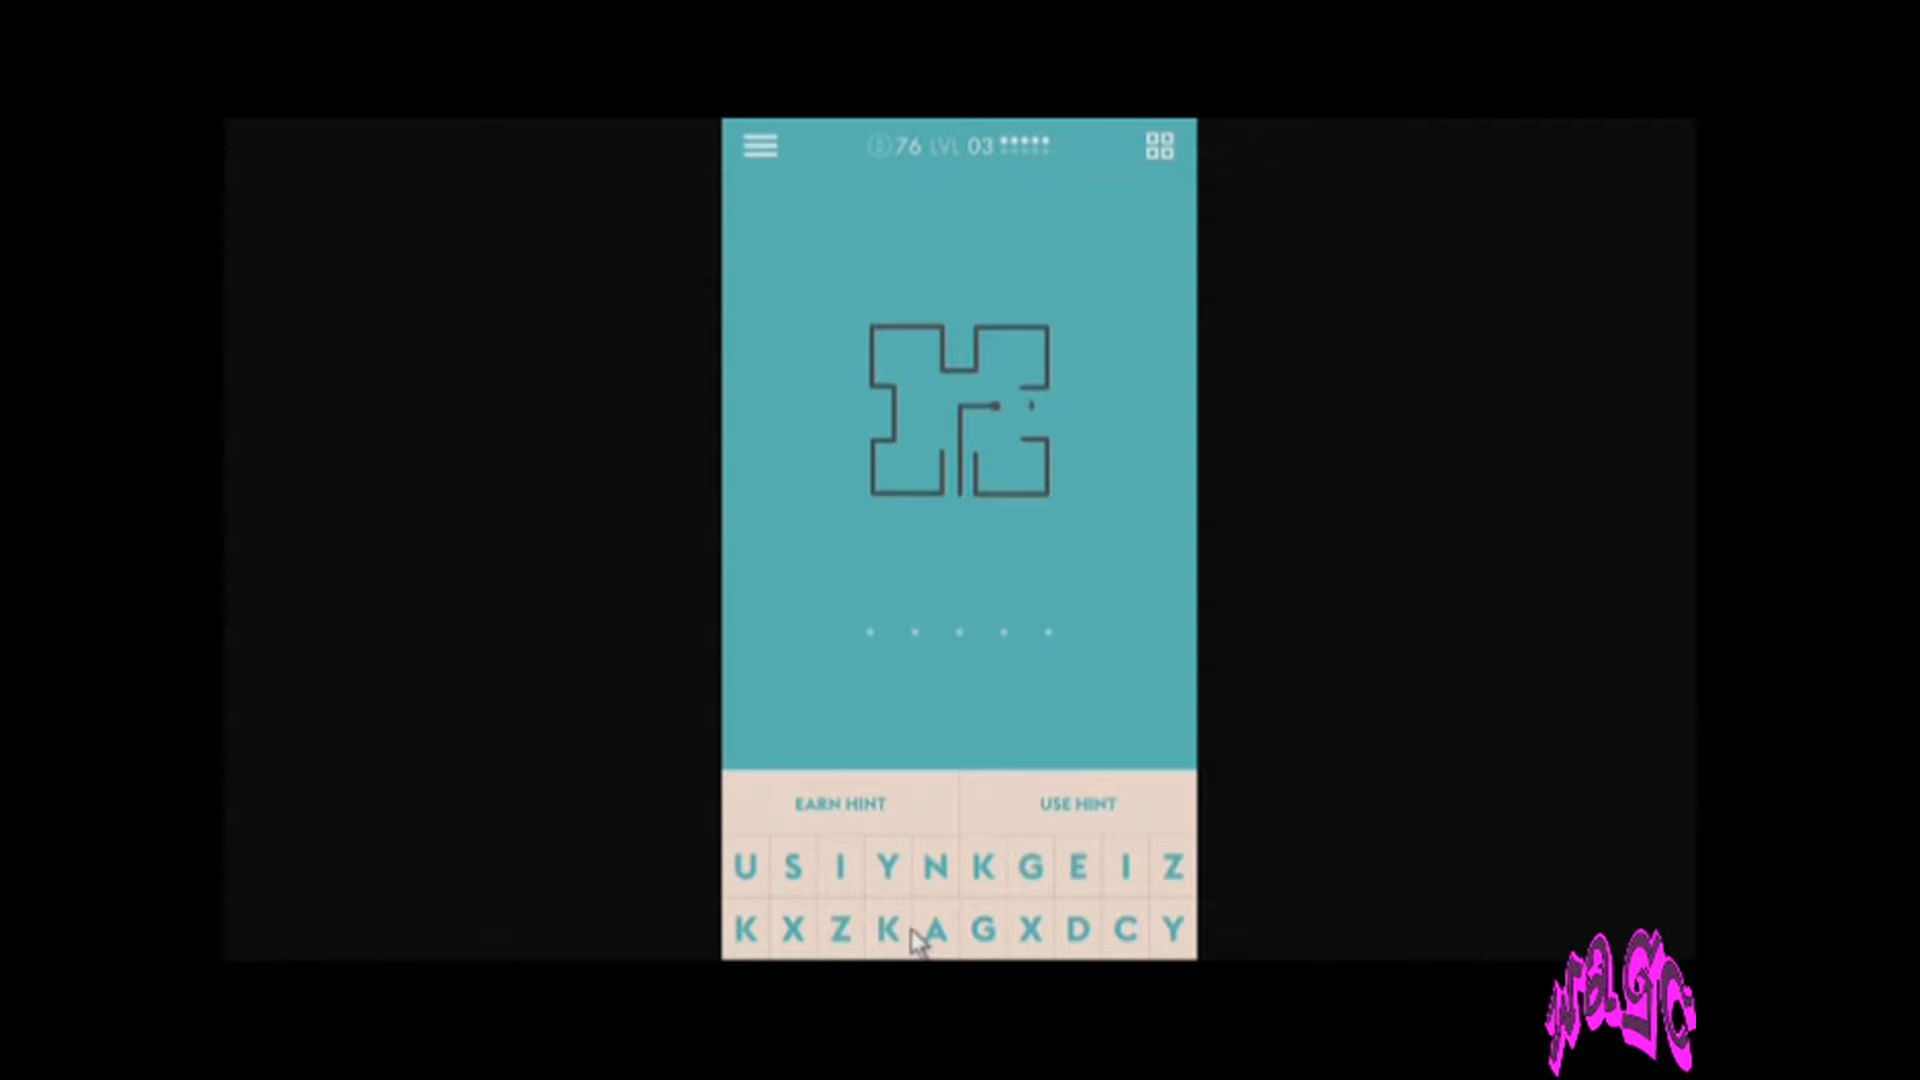 76 LVL 03
EARN HINT USE HINT
U S I Y N K G E I Z
K X Z K A G X D C Y